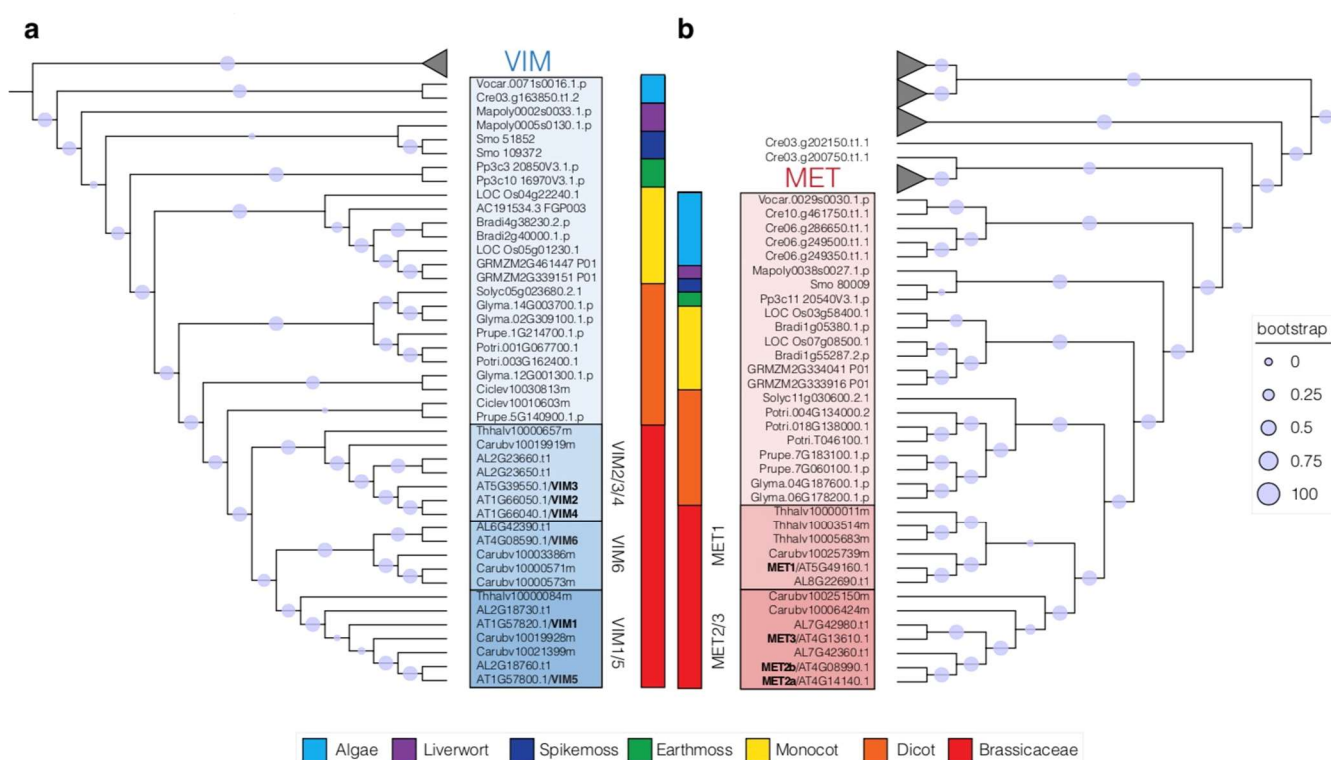 a
b
VIM
Vocar.0071s0016.1.p
Cre03.g163850.t1.2
Mapoly0002s0033.1.p
Mapoly0005s0130.1.p
Smo 51852
Smo 109372
Pp3c3 20850V3.1.p
Pp3c10 16970V3.1.p
LOC Os04g22240.1
AC191534.3 FGP003
Bradi4g38230.2.p
Bradi2g40000.1.p
LOC Os05g01230.1
GRMZM2G461447 P01
GRMZM2G339151 P01
Solyc05g023680.2.1
Glyma.14G003700.1.p
Glyma.02G309100.1.p
Prupe.1G214700.1.p
Potri.001G067700.1
Potri.003G162400.1
Glyma.12G001300.1.p
Ciclev10030813m
Ciclev10010603m
Prupe.5G140900.1.p
Thhalv10000657m
Carubv10019919m
AL2G23660.t1
AL2G23650.t1
AT5G39550.1/VIM3
AT1G66050.1/VIM2
AT1G66040.1/VIM4
AL6G42390.t1
AT4G08590.1/VIM6
Carubv10003386m
Carubv10000571m
Carubv10000573m
Thhalv10000084m
AL2G18730.t1
AT1G57820.1/VIM1
Carubv10019928m
Carubv10021399m
AL2G18760.t1
AT1G57800.1/VIM5
VIM2/3/4
VIM6
VIM1/5
Cre03.g202150.t1.1
Cre03.g200750.t1.1
MET
Vocar.0029s0030.1.p
Cre10.g461750.t1.1
Cre06.g286650.t1.1
Cre06.g249500.t1.1
Cre06.g249350.t1.1
Mapoly0038s0027.1.p
Smo 80009
Pp3c11 20540V3.1.p
LOC Os03g58400.1
Bradi1g05380.1.p
LOC Os07g08500.1
Bradi1g55287.2.p
GRMZM2G334041 P01
GRMZM2G333916 P01
Solyc11g030600.2.1
Potri.004G134000.2
Potri.018G138000.1
Potri.T046100.1
Prupe.7G183100.1.p
Prupe.7G060100.1.p
Glyma.04G187600.1.p
Glyma.06G178200.1.p
Thhalv10000011m
Thhalv10003514m
Thhalv10005683m
Carubv10025739m
MET1/AT5G49160.1
AL8G22690.t1
Carubv10025150m
Carubv10006424m
AL7G42980.t1
MET3/AT4G13610.1
AL7G42360.t1
MET2b/AT4G08990.1
MET2a/AT4G14140.1
MET1
MET2/3
bootstrap
0
0.25
0.5
0.75
100
Algae
Liverwort
Spikemoss
Earthmoss
Monocot
Dicot
Brassicaceae